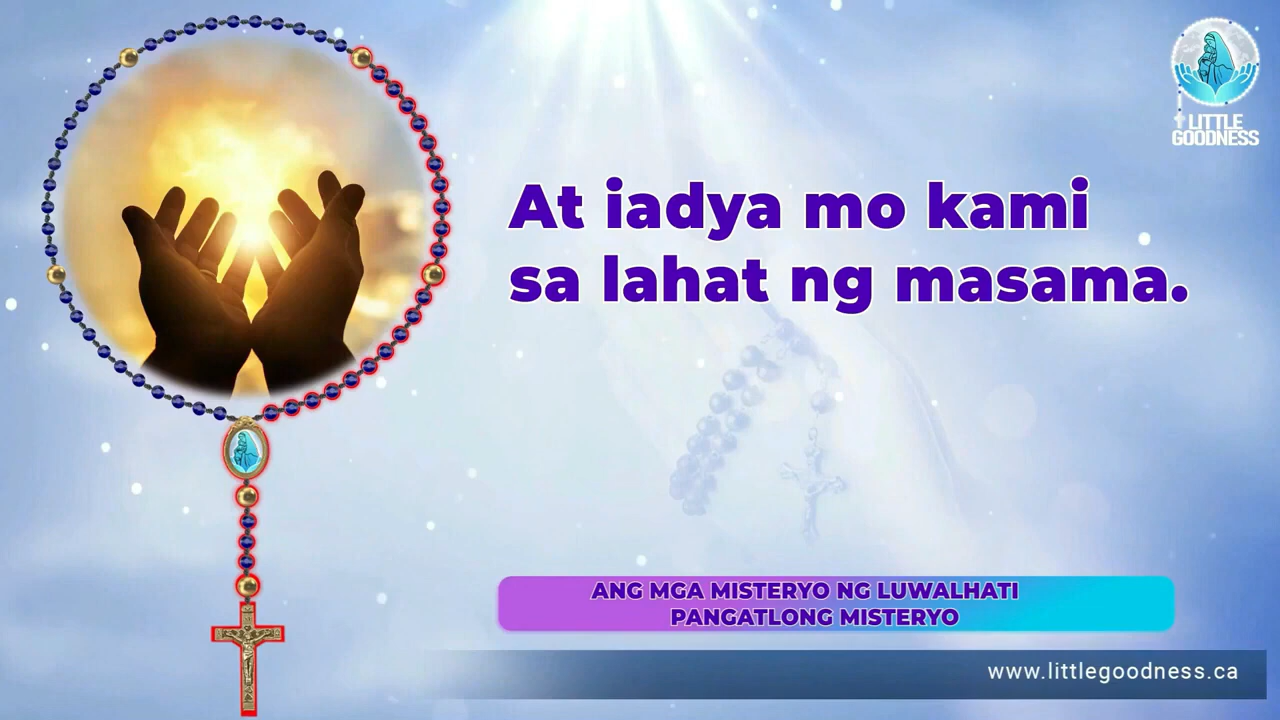 LITTLE
GOODNESS
At iadya mo kami
sa lahat ng masama.
ANG MGA MISTERYO NG LUWALHATI
PANGATLONG MISTERYO
www.littlegoodness.ca